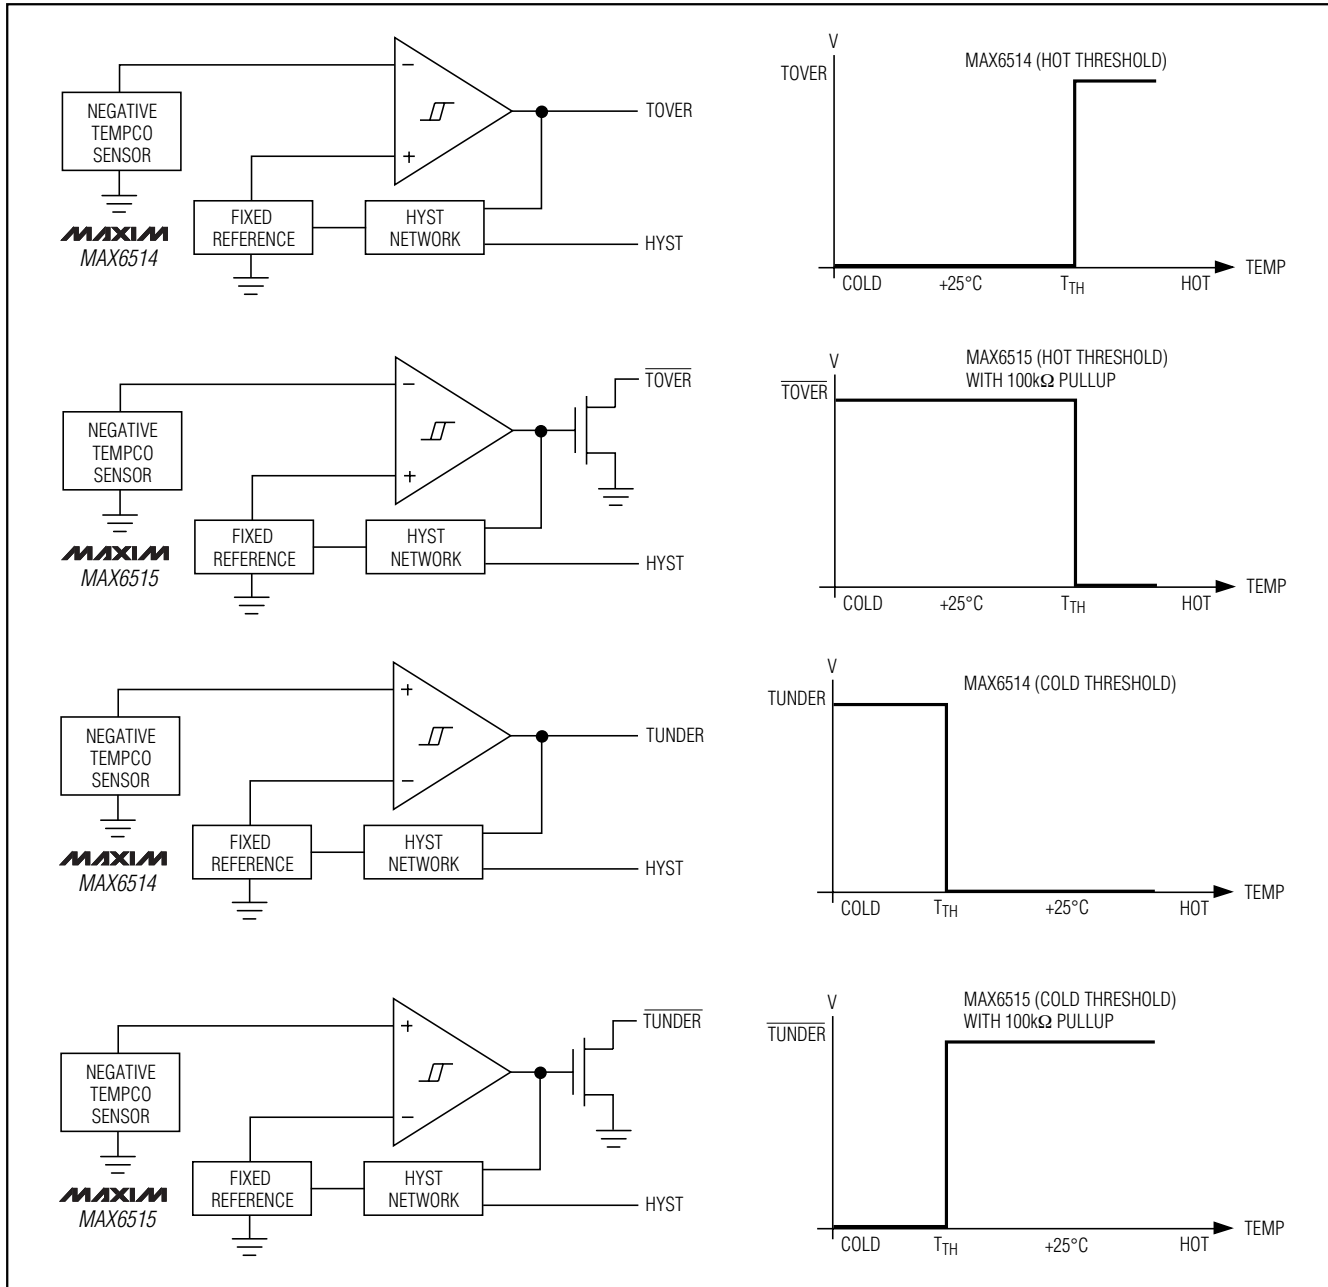 −
NEGATIVE
TEMPCO
SENSOR
+
TOVER
FIXED
REFERENCE
HYST
NETWORK
HYST
MAXIM
MAX6514
V
TOVER
MAX6514 (HOT THRESHOLD)
COLD
+25°C
TTH
HOT
TEMP
−
NEGATIVE
TEMPCO
SENSOR
+
TOVER
FIXED
REFERENCE
HYST
NETWORK
HYST
MAXIM
MAX6515
V
TOVER
MAX6515 (HOT THRESHOLD)
WITH 100kΩ PULLUP
COLD
+25°C
TTH
HOT
TEMP
+
NEGATIVE
TEMPCO
SENSOR
−
TUNDER
FIXED
REFERENCE
HYST
NETWORK
HYST
MAXIM
MAX6514
V
TUNDER
MAX6514 (COLD THRESHOLD)
COLD
TTH
+25°C
HOT
TEMP
+
NEGATIVE
TEMPCO
SENSOR
−
TUNDER
FIXED
REFERENCE
HYST
NETWORK
HYST
MAXIM
MAX6515
V
TUNDER
MAX6515 (COLD THRESHOLD)
WITH 100kΩ PULLUP
COLD
TTH
+25°C
HOT
TEMP